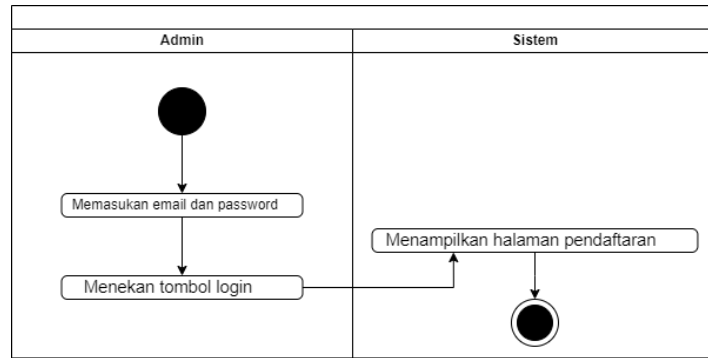 Admin
Sistem
Memasukan email dan password
Menampilkan halaman pendaftaran
Menekan tombol login